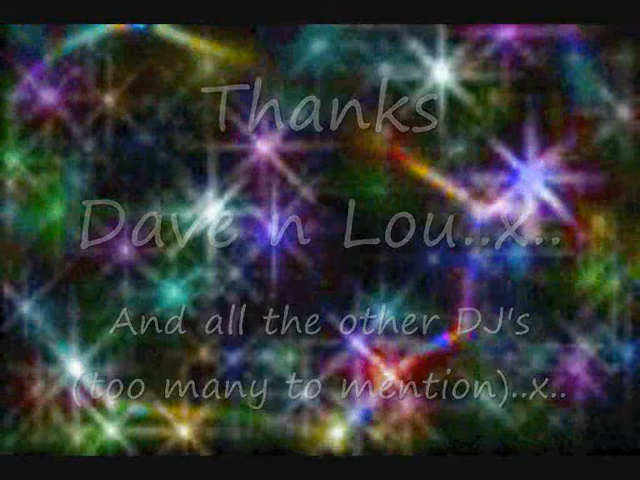 Thanks
Dave n Lou..x..
And all the other DJ's
(too many to mention)..x..